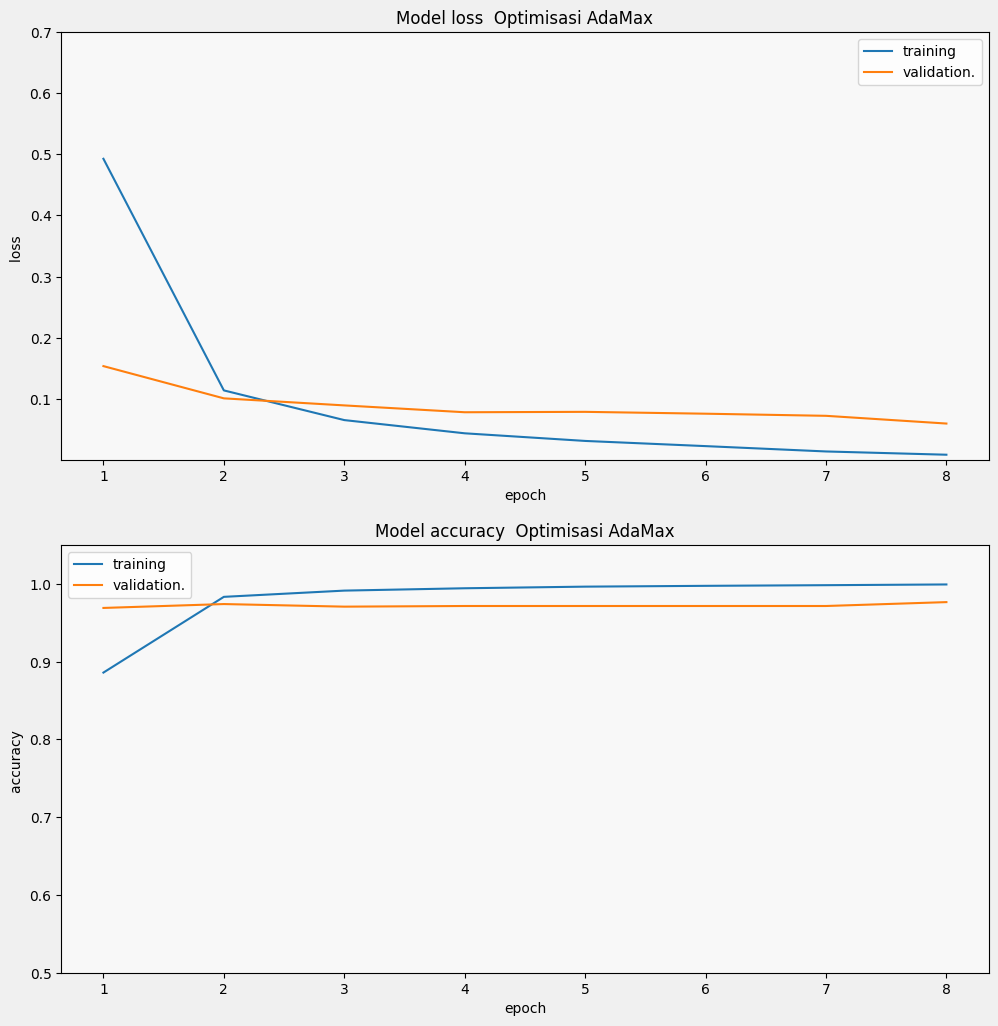 Model loss  Optimisasi AdaMax
0.7
0.6
0.5
0.4
0.3
0.2
0.1
loss
training
validation.
1 2 3 4 5 6 7 8
epoch
Model accuracy  Optimisasi AdaMax
1.0
0.9
0.8
0.7
0.6
0.5
accuracy
training
validation.
1 2 3 4 5 6 7 8
epoch